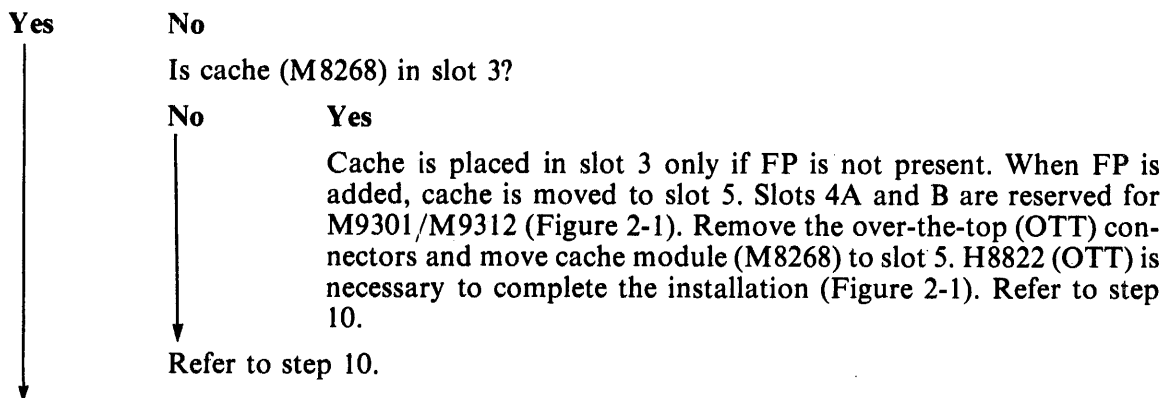 Yes No
Is cache (M8268) in slot 3?
No Yes
Cache is placed in slot 3 only if FP is not present. When FP is
added, cache is moved to slot 5. Slots 4A and B are reserved for
M9301/M9312 (Figure 2-1). Remove the over-the-top (OTT) con-
nectors and move cache module (M8268) to slot 5. H8822 (OTT) is
necessary to complete the installation (Figure 2-1). Refer to step
10.
Refer to step 10.